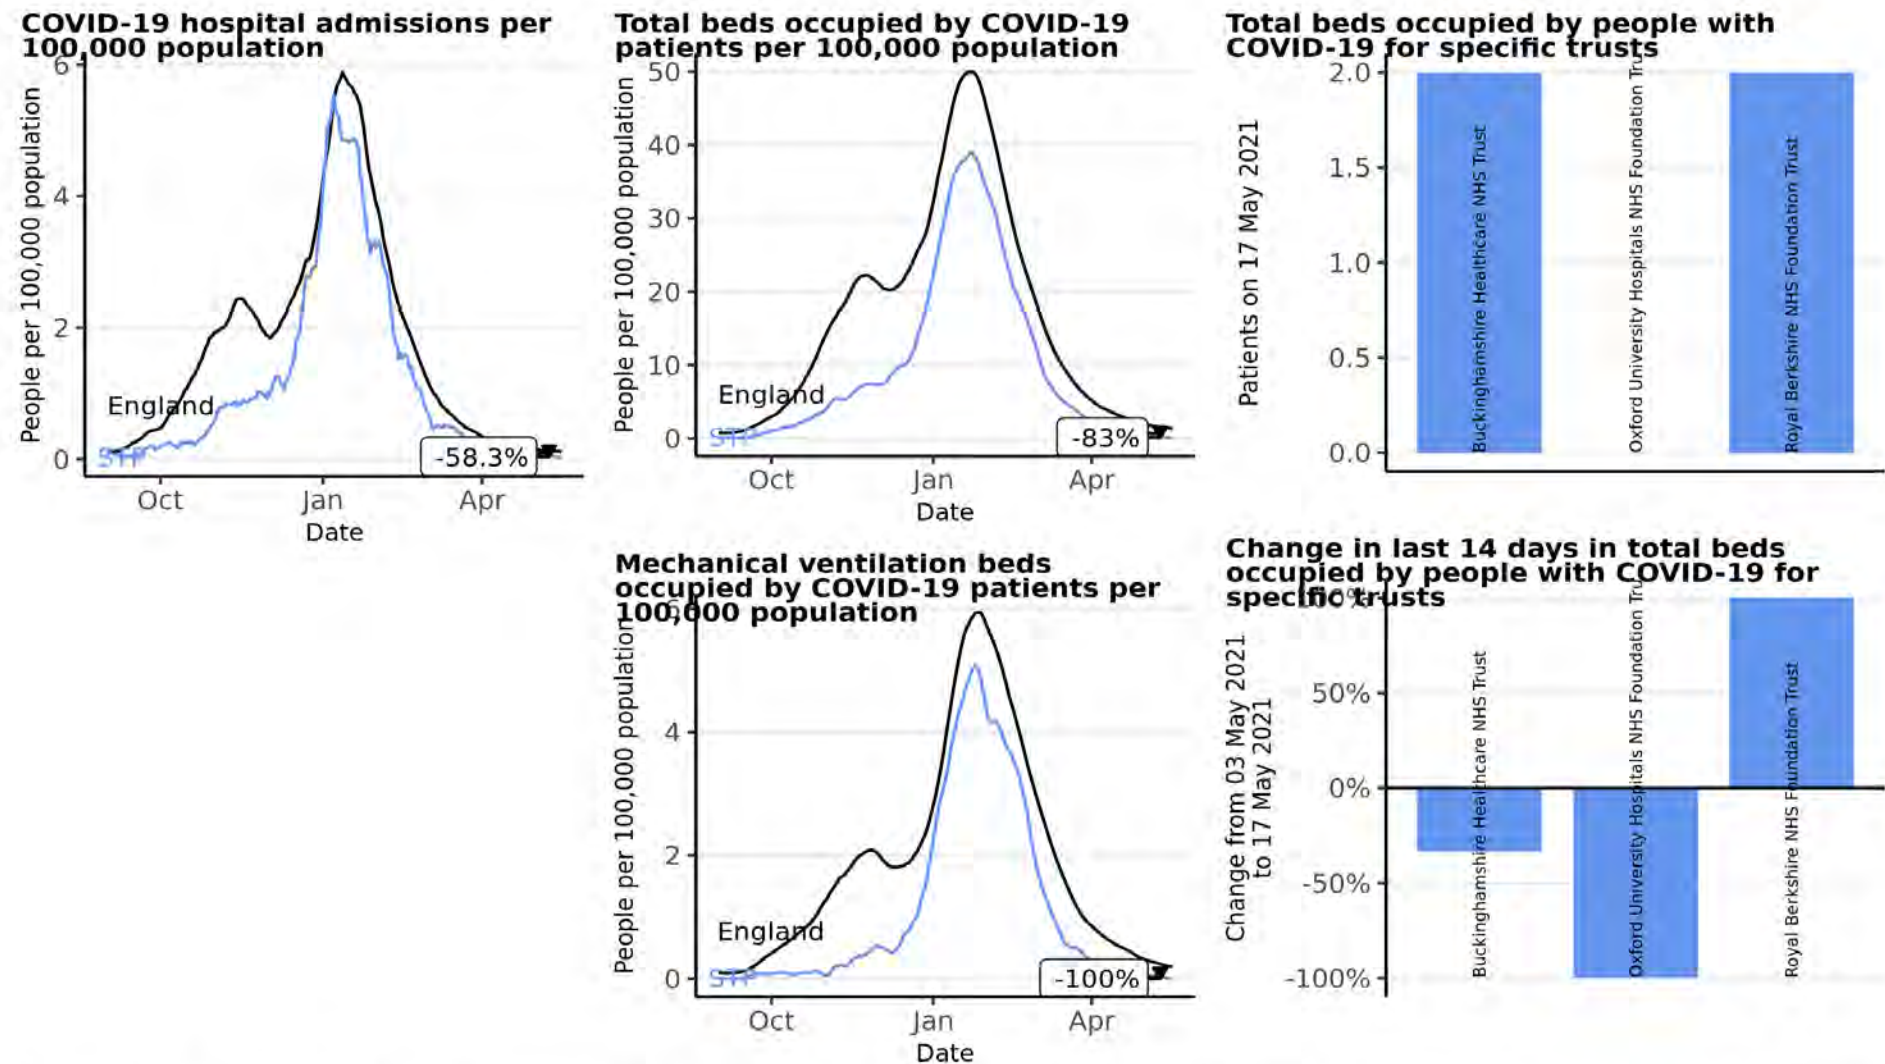 COVID-19 hospital admissions per
100,000 population
People per 100,000 population
6
4
2
0
England
STP
-58.3%
Oct
Jan
Apr
Date
Total beds occupied by COVID-19
patients per 100,000 population
People per 100,000 population
50
40
30
20
10
0
England
STP
-83%
Oct
Jan
Apr
Date
Total beds occupied by people with
COVID-19 for specific trusts
Patients on 17 May 2021
2.0
1.5
1.0
0.5
0.0
Buckinghamshire Healthcare NHS Trust
Oxford University Hospitals NHS Foundation Trust
Royal Berkshire NHS Foundation Trust
Mechanical ventilation beds
occupied by COVID-19 patients per
100,000 population
People per 100,000 population
6
4
2
0
England
STP
-100%
Oct
Jan
Apr
Date
Change in last 14 days in total beds
occupied by people with COVID-19 for
specific trusts
Change from 03 May 2021
to 17 May 2021
100%
50%
0%
-50%
-100%
Buckinghamshire Healthcare NHS Trust
Oxford University Hospitals NHS Foundation Trust
Royal Berkshire NHS Foundation Trust